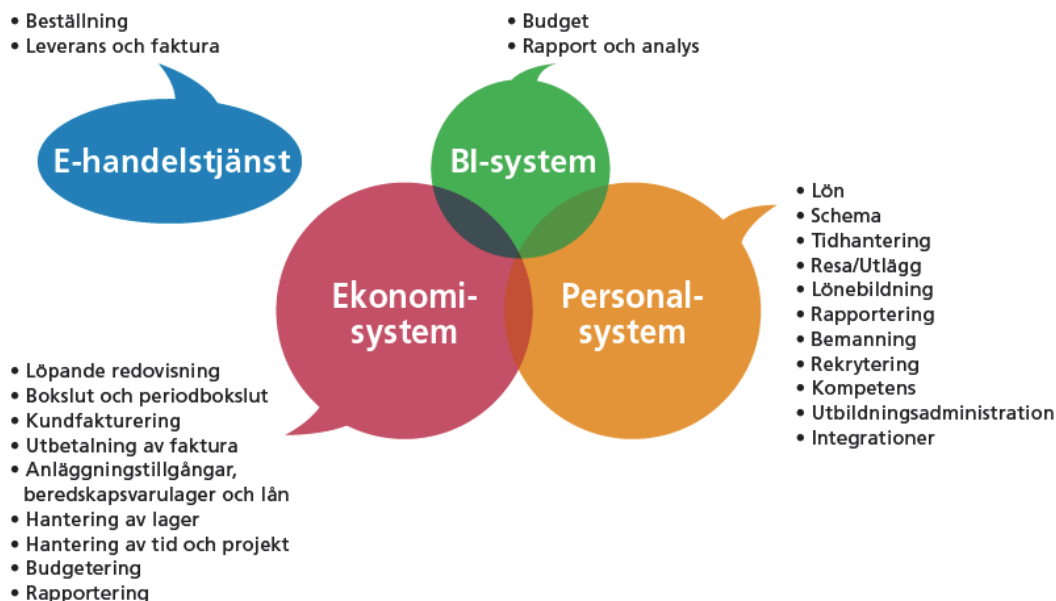 • Beställning
• Leverans och faktura
• Budget
• Rapport och analys
E-handelstjänst
BI-system
• Lön
• Schema
• Tidhantering
• Resa/Utlägg
• Lönebildning
• Rapportering
• Bemanning
• Rekrytering
• Kompetens
• Utbildningsadministration
• Integrationer
Ekonomi-
system
Personal-
system
• Löpande redovisning
• Bokslut och periodbokslut
• Kundfakturering
• Utbetalning av faktura
• Anläggningstillgångar,
beredskapsvarulager och lån
• Hantering av lager
• Hantering av tid och projekt
• Budgetering
• Rapportering